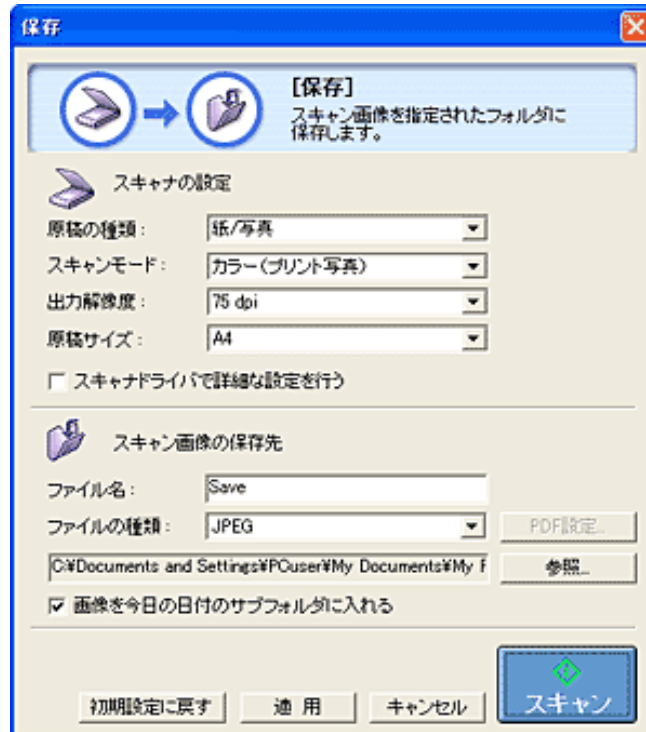 保存
[保存]
スキャン画像を指定されたフォルダに
保存します。
スキャナの設定
原稿の種類: 紙/写真
スキャンモード: カラー(プリント写真)
出力解像度: 75 dpi
原稿サイズ: A4
スキャナドライバで詳細な設定を行う
スキャン画像の保存先
ファイル名: Save
ファイルの種類: JPEG PDF設定...
C:¥Documents and Settings¥PCuser¥My Documents¥My P 参照...
画像を今日の日付のサブフォルダに入れる
初期設定に戻す 適用 キャンセル スキャン